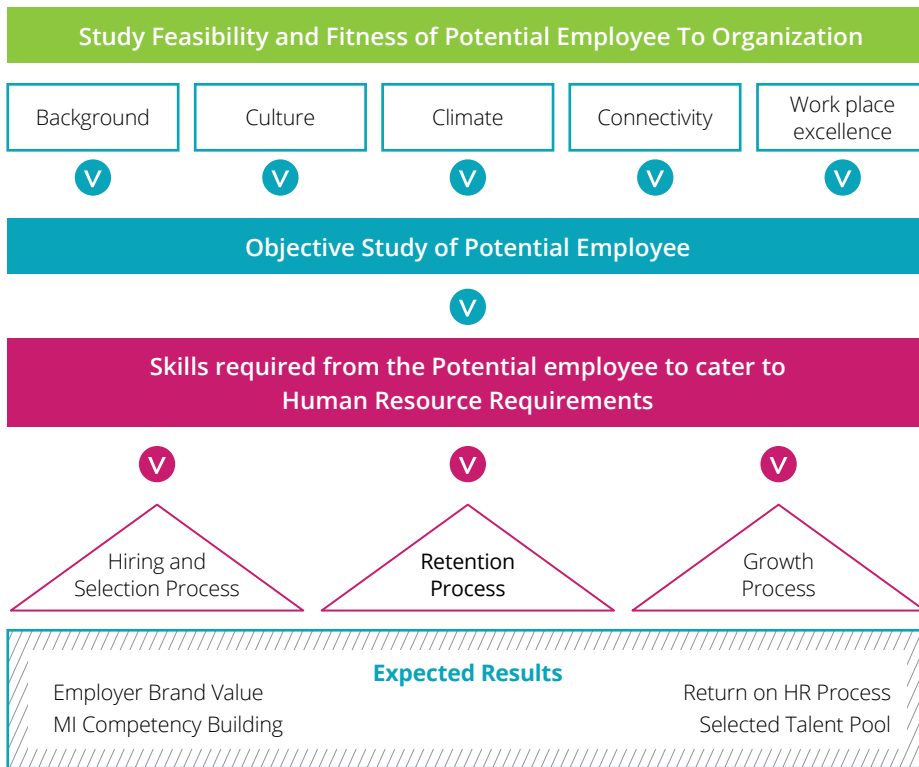 Study Feasibility and Fitness of Potential Employee To Organization
Background
Culture
Climate
Connectivity
Work place
excellence
Objective Study of Potential Employee
Skills required from the Potential employee to cater to
Human Resource Requirements
Hiring and
Selection Process
Retention
Process
Growth
Process
Expected Results
Employer Brand Value
MI Competency Building
Return on HR Process
Selected Talent Pool